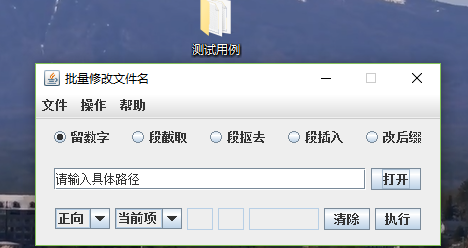 测试用例
批量修改文件名
文件 操作 帮助
留数字 段截取 段抠去 段插入 改后缀
请输入具体路径 打开
正向 当前项 清除 执行